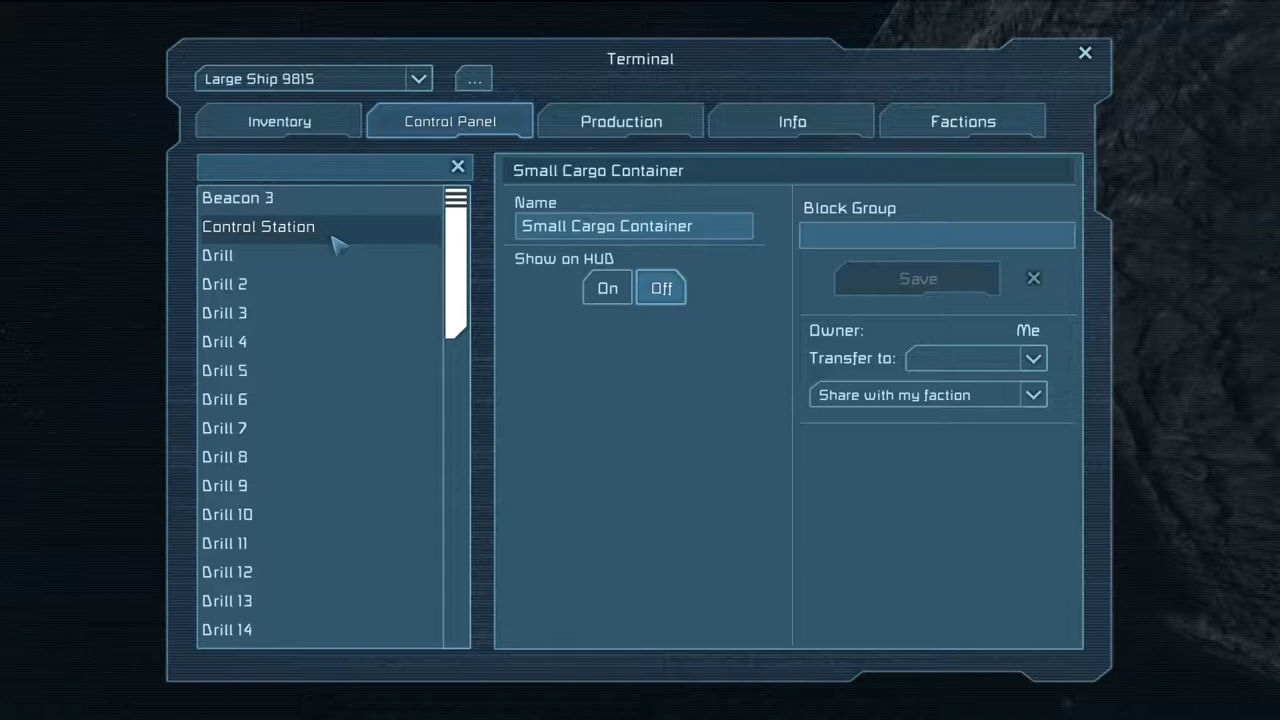 Terminal
Large Ship 9815
...
Inventory
Control Panel
Production
Info
Factions
Beacon 3
Control Station
Drill
Drill 2
Drill 3
Drill 4
Drill 5
Drill 6
Drill 7
Drill 8
Drill 9
Drill 10
Drill 11
Drill 12
Drill 13
Drill 14
Small Cargo Container
Name
Small Cargo Container
Show on HUD
On Off
Block Group
Save
Owner: Me
Transfer to:
Share with my faction